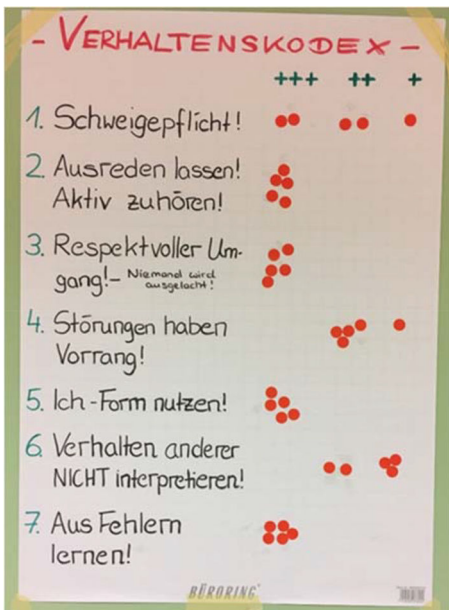 - VERHALTENSKODEX -
+++ ++ +
1. Schweigepflicht!
2. Ausreden lassen!
Aktiv zuhören!
3. Respektvoller Um-
gang! - Niemand wird
ausgelacht!
4. Störungen haben
Vorrang!
5. Ich-Form nutzen!
6. Verhalten anderer
NICHT interpretieren!
7. Aus Fehlern
lernen!
BÜRORING